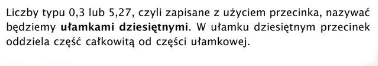 Liczby typu 0,3 lub 5,27, czyli zapisane z użyciem przecinka, nazywać
będziemy ułamkami dziesiętnymi. W ułamku dziesiętnym przecinek
oddziela część całkowitą od części ułamkowej.